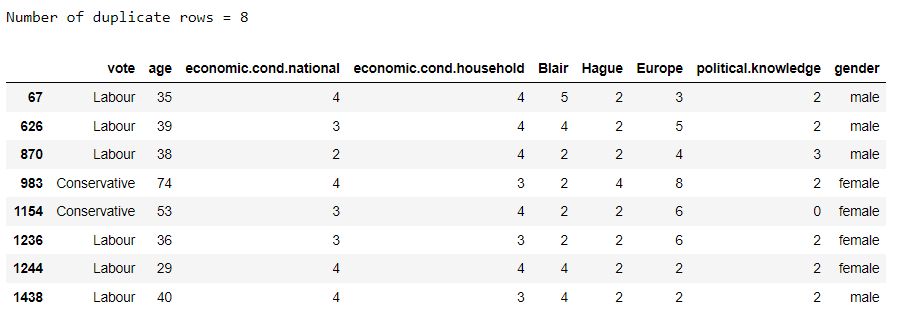 Number of duplicate rows = 8
vote age economic.cond.national economic.cond.household Blair Hague Europe political.knowledge gender
67 Labour 35 4 4 5 2 3 2 male
626 Labour 39 3 4 4 2 5 2 male
870 Labour 38 2 4 2 2 4 3 male
983 Conservative 74 4 3 2 4 8 2 female
1154 Conservative 53 3 4 2 2 6 0 female
1236 Labour 36 3 3 2 2 6 2 female
1244 Labour 29 4 4 4 2 2 2 female
1438 Labour 40 4 3 4 2 2 2 male